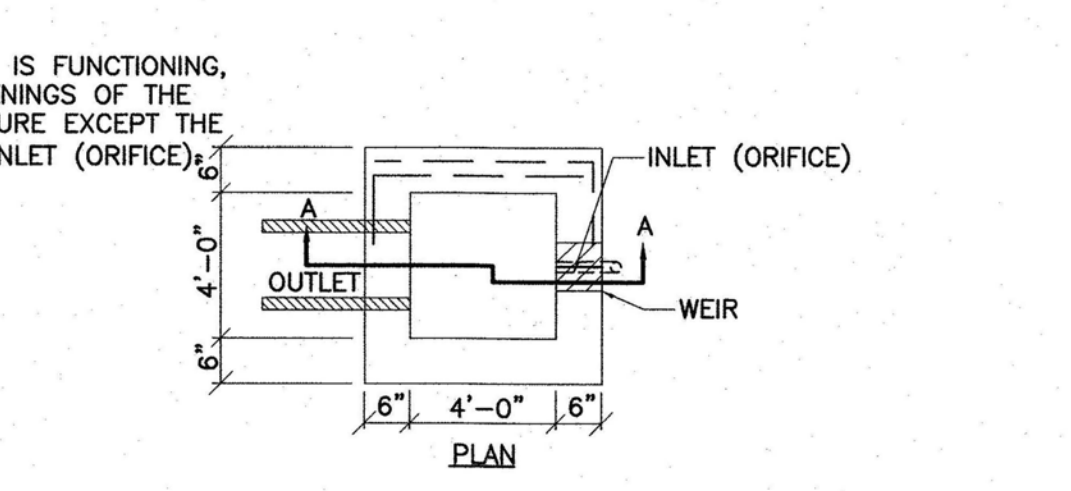 IS FUNCTIONING,
NINGS OF THE
URE EXCEPT THE
NLET (ORIFICE).
6"
4'-0"
6"
INLET (ORIFICE)
A
A
OUTLET
WEIR
6"
4'-0"
6"
PLAN